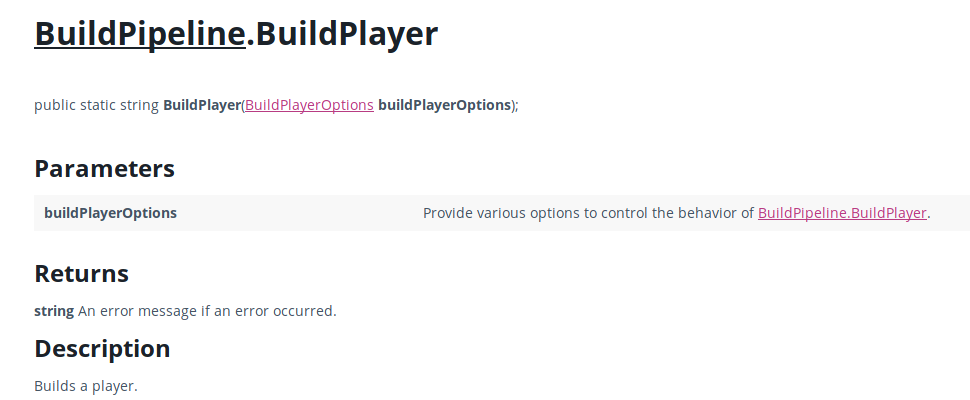 BuildPipeline.BuildPlayer
public static string BuildPlayer(BuildPlayerOptions buildPlayerOptions);
Parameters
buildPlayerOptions Provide various options to control the behavior of BuildPipeline.BuildPlayer.
Returns
string An error message if an error occurred.
Description
Builds a player.